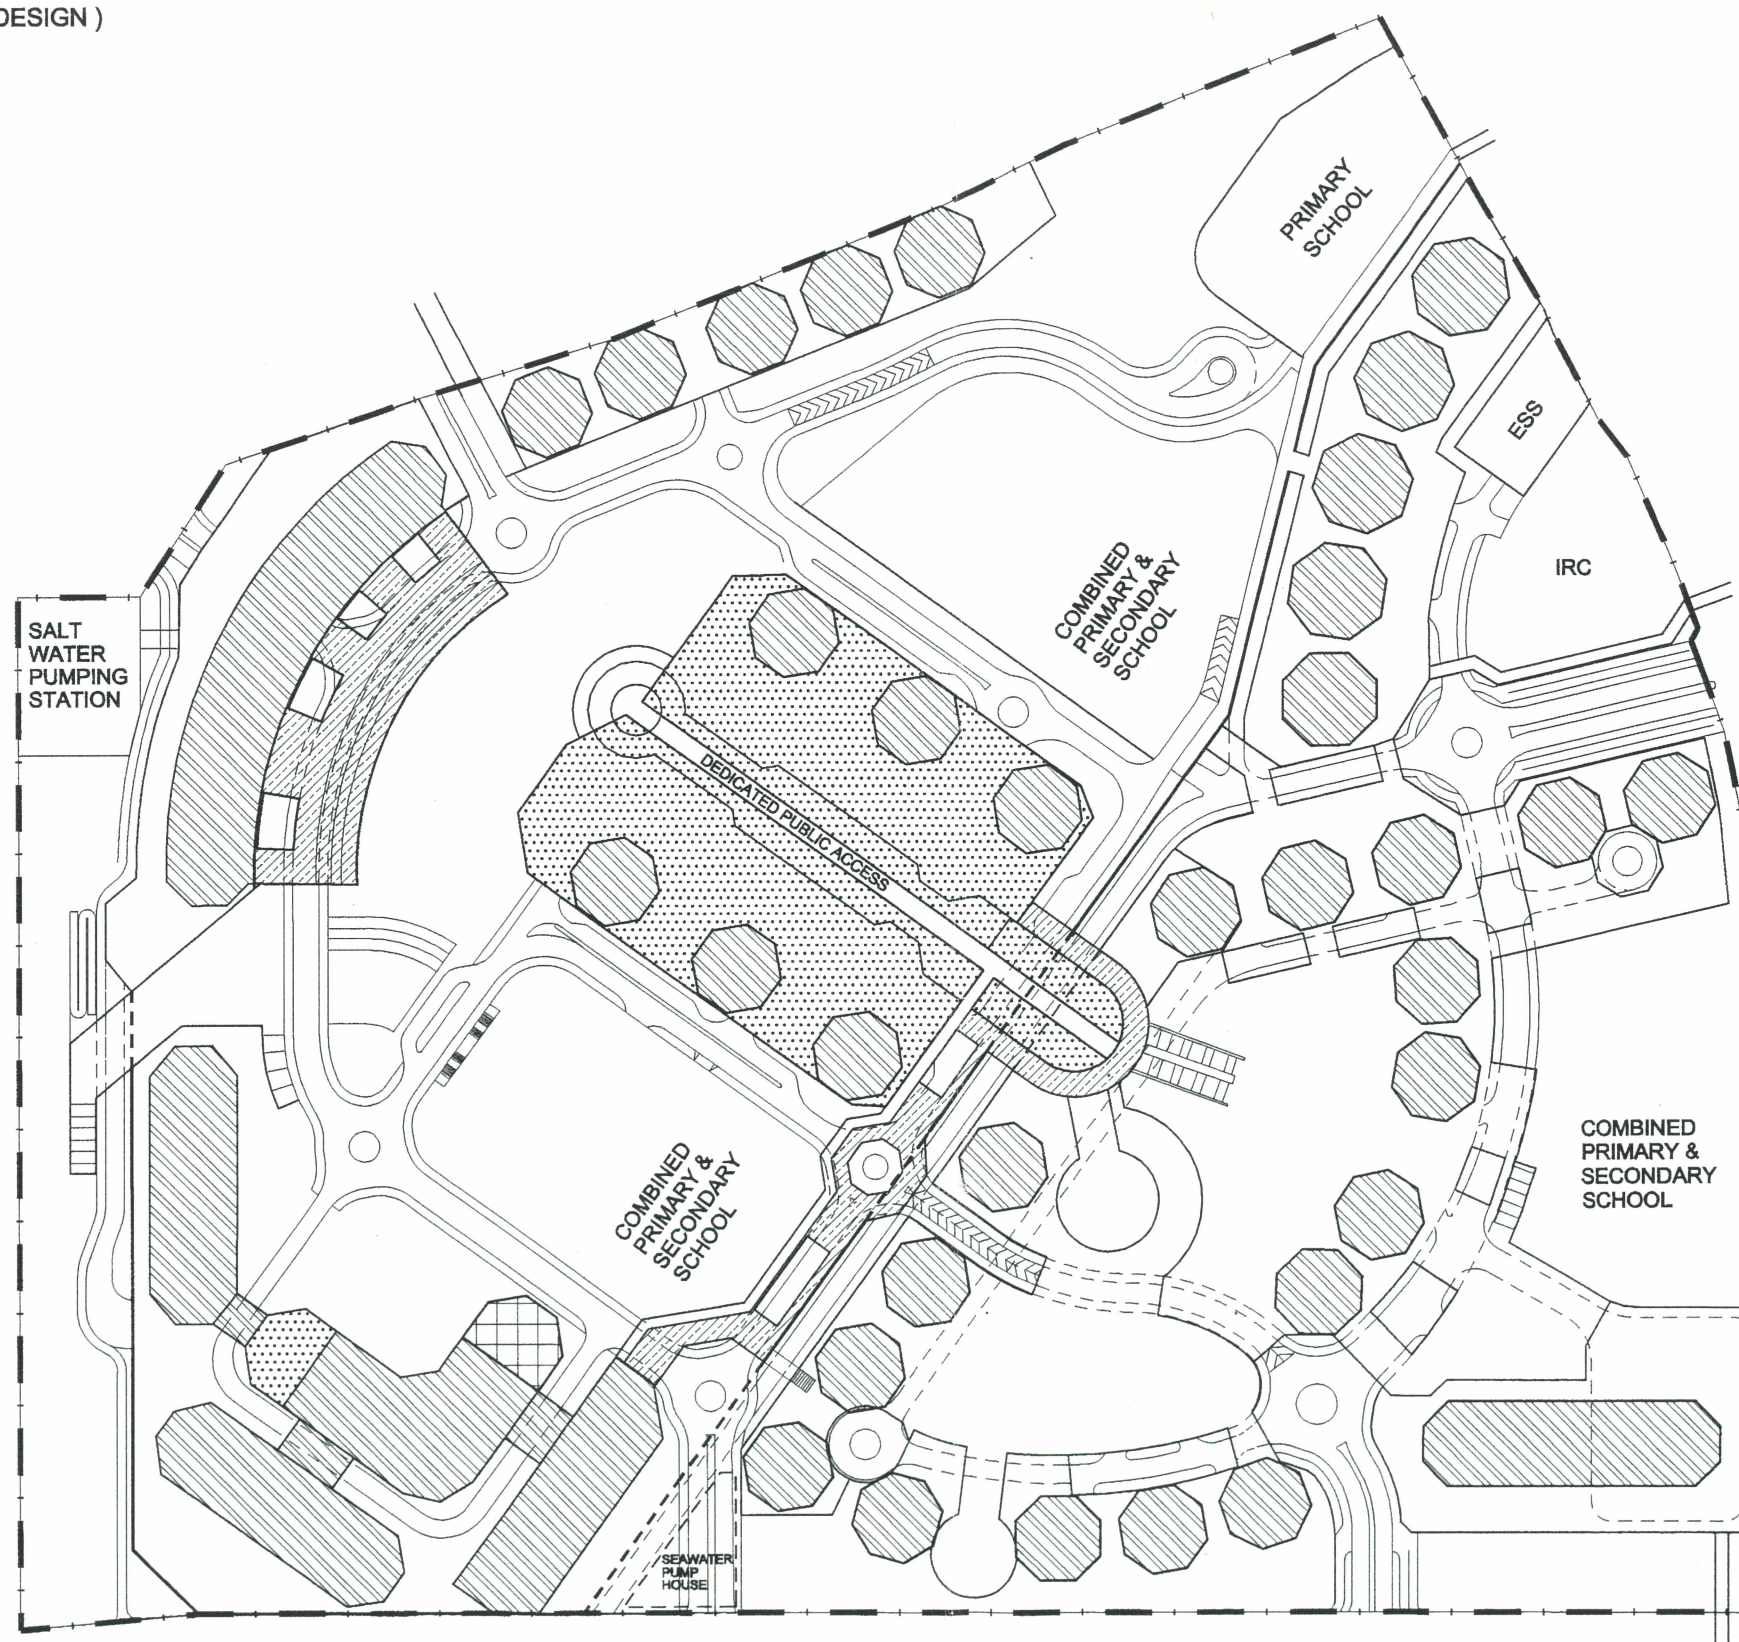 DESIGN )
PRIMARY
SCHOOL
ESS
IRC
COMBINED
PRIMARY &
SECONDARY
SCHOOL
SALT
WATER
PUMPING
STATION
DEDICATED PUBLIC ACCESS
COMBINED
PRIMARY &
SECONDARY
SCHOOL
COMBINED
PRIMARY &
SECONDARY
SCHOOL
SEAWATER
PUMP
HOUSE